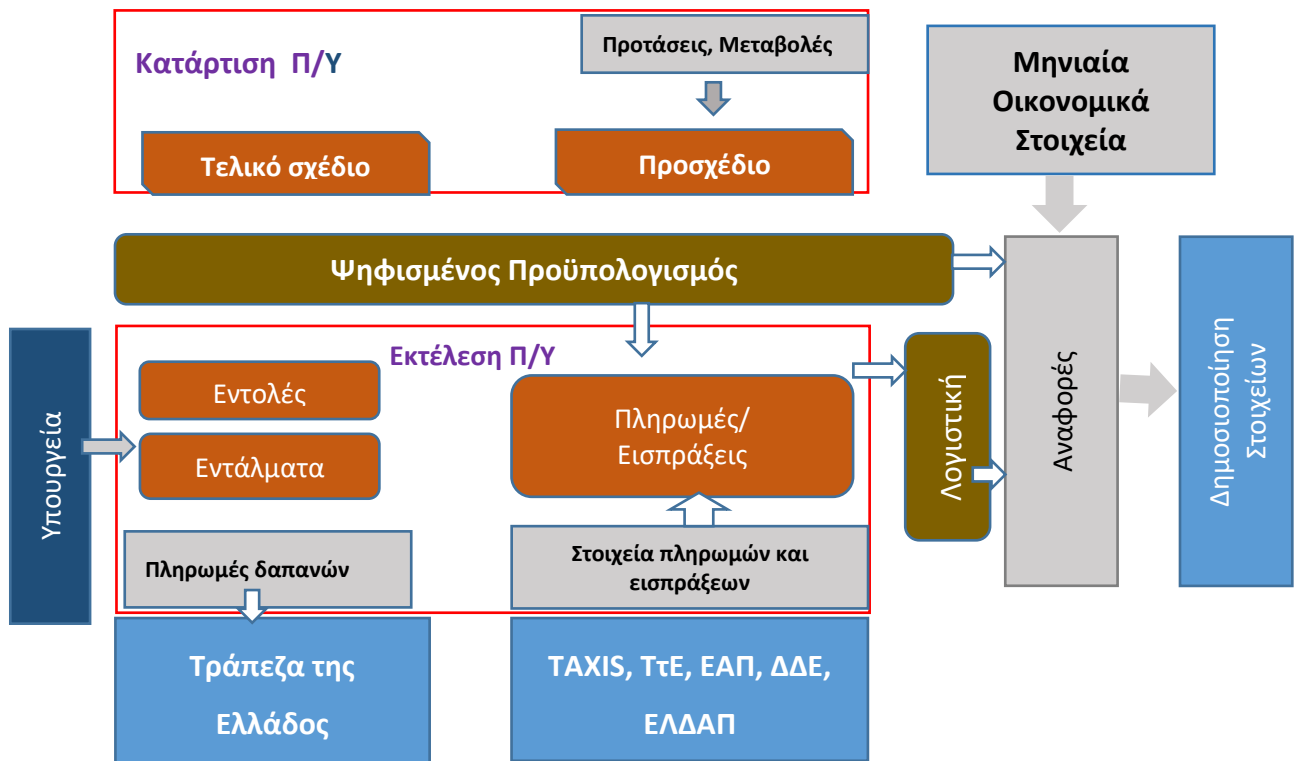 Κατάρτιση Π/Υ
Προτάσεις, Μεταβολές
Τελικό σχέδιο
Προσχέδιο
Μηνιαία
Οικονομικά
Στοιχεία
Ψηφισμένος Προϋπολογισμός
Υπουργεία
Εκτέλεση Π/Υ
Εντολές
Εντάλματα
Πληρωμές/
Εισπράξεις
Πληρωμές δαπανών
Στοιχεία πληρωμών και
εισπράξεων
Λογιστική
Αναφορές
Δημοσιοποίηση
Στοιχείων
Τράπεζα της
Ελλάδος
TAXIS, ΤτΕ, ΕΑΠ, ΔΔΕ,
ΕΛΔΑΠ